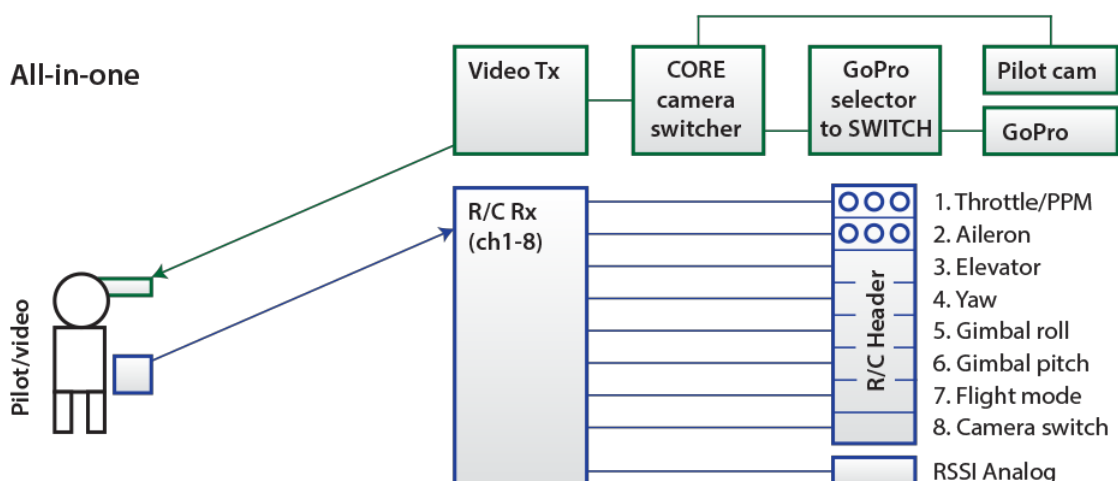 All-in-one
Video Tx
CORE
camera
switcher
GoPro
selector
to SWITCH
Pilot cam
GoPro
R/C Rx
(ch1-8)
R/C Header
1. Throttle/PPM
2. Aileron
3. Elevator
4. Yaw
5. Gimbal roll
6. Gimbal pitch
7. Flight mode
8. Camera switch
RSSI Analog
Pilot/video